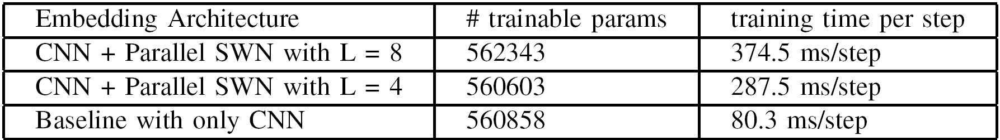 Embedding Architecture # trainable params training time per step
CNN + Parallel SWN with L = 8 562343 374.5 ms/step
CNN + Parallel SWN with L = 4 560603 287.5 ms/step
Baseline with only CNN 560858 80.3 ms/step